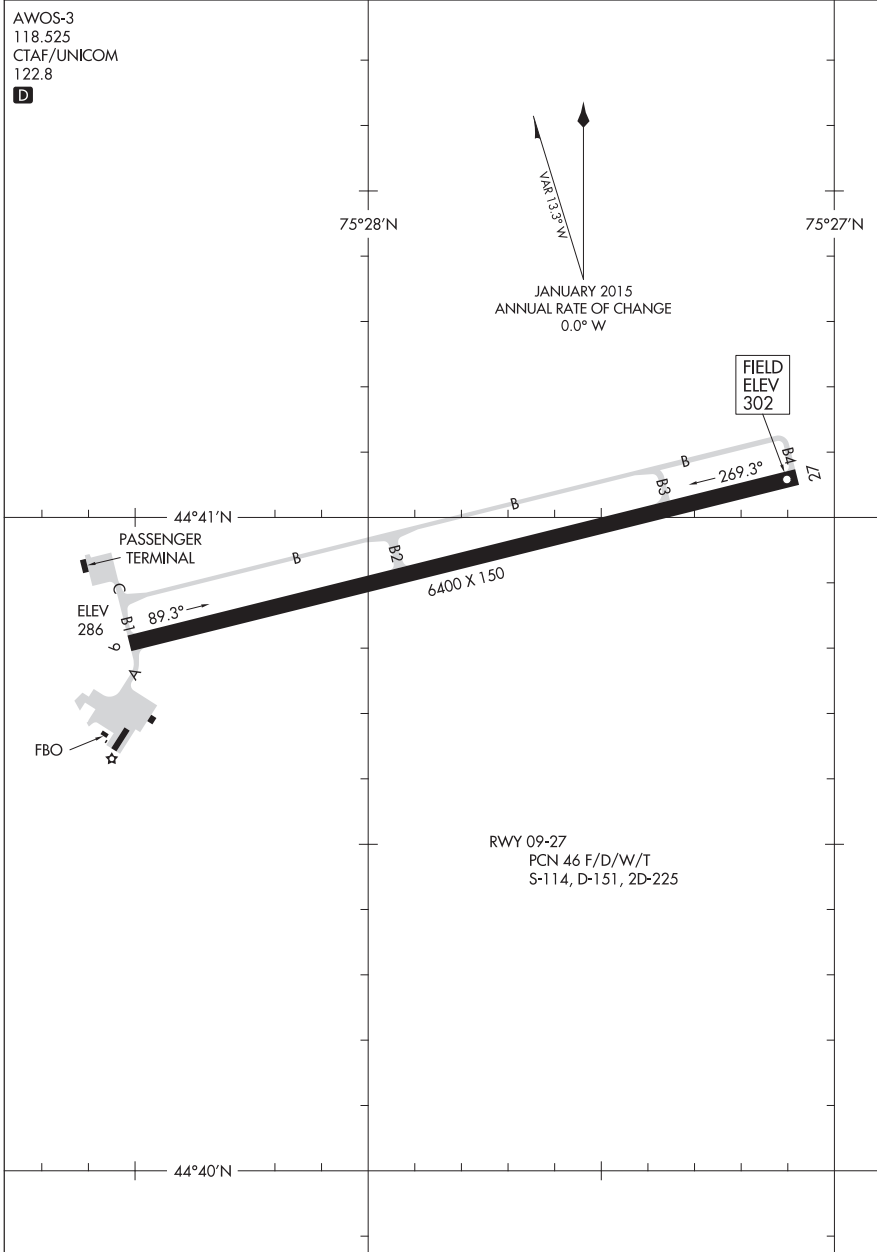 AWOS-3
118.525
CTAF/UNICOM
122.8
D
VAR 13.3° W
75°28'N
75°27'N
JANUARY 2015
ANNUAL RATE OF CHANGE
0.0° W
FIELD
ELEV
302
B
B4
27
269.3°
B3
B
44°41'N
PASSENGER
TERMINAL
B
B2
6400 X 150
C
ELEV
286
B1
89.3°
9
A
FBO
RWY 09-27
PCN 46 F/D/W/T
S-114, D-151, 2D-225
44°40'N